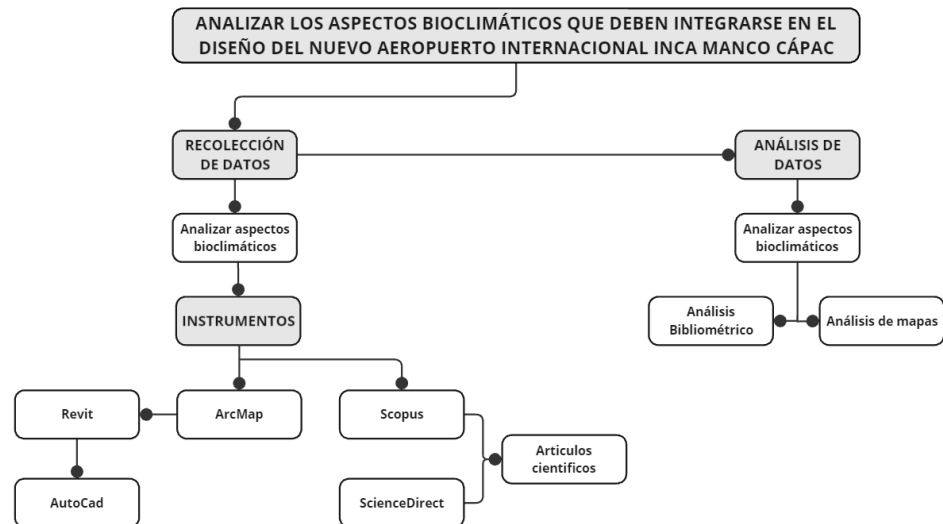 ANALIZAR LOS ASPECTOS BIOCLIMÁTICOS QUE DEBEN INTEGRARSE EN EL
DISEÑO DEL NUEVO AEROPUERTO INTERNACIONAL INCA MANCO CÁPAC
RECOLECCIÓN
DE DATOS
ANÁLISIS DE
DATOS
Analizar aspectos
bioclimáticos
Analizar aspectos
bioclimáticos
INSTRUMENTOS
Análisis
Bibliométrico
Análisis de mapas
Revit
ArcMap
Scopus
Artículos
cientificos
AutoCad
ScienceDirect